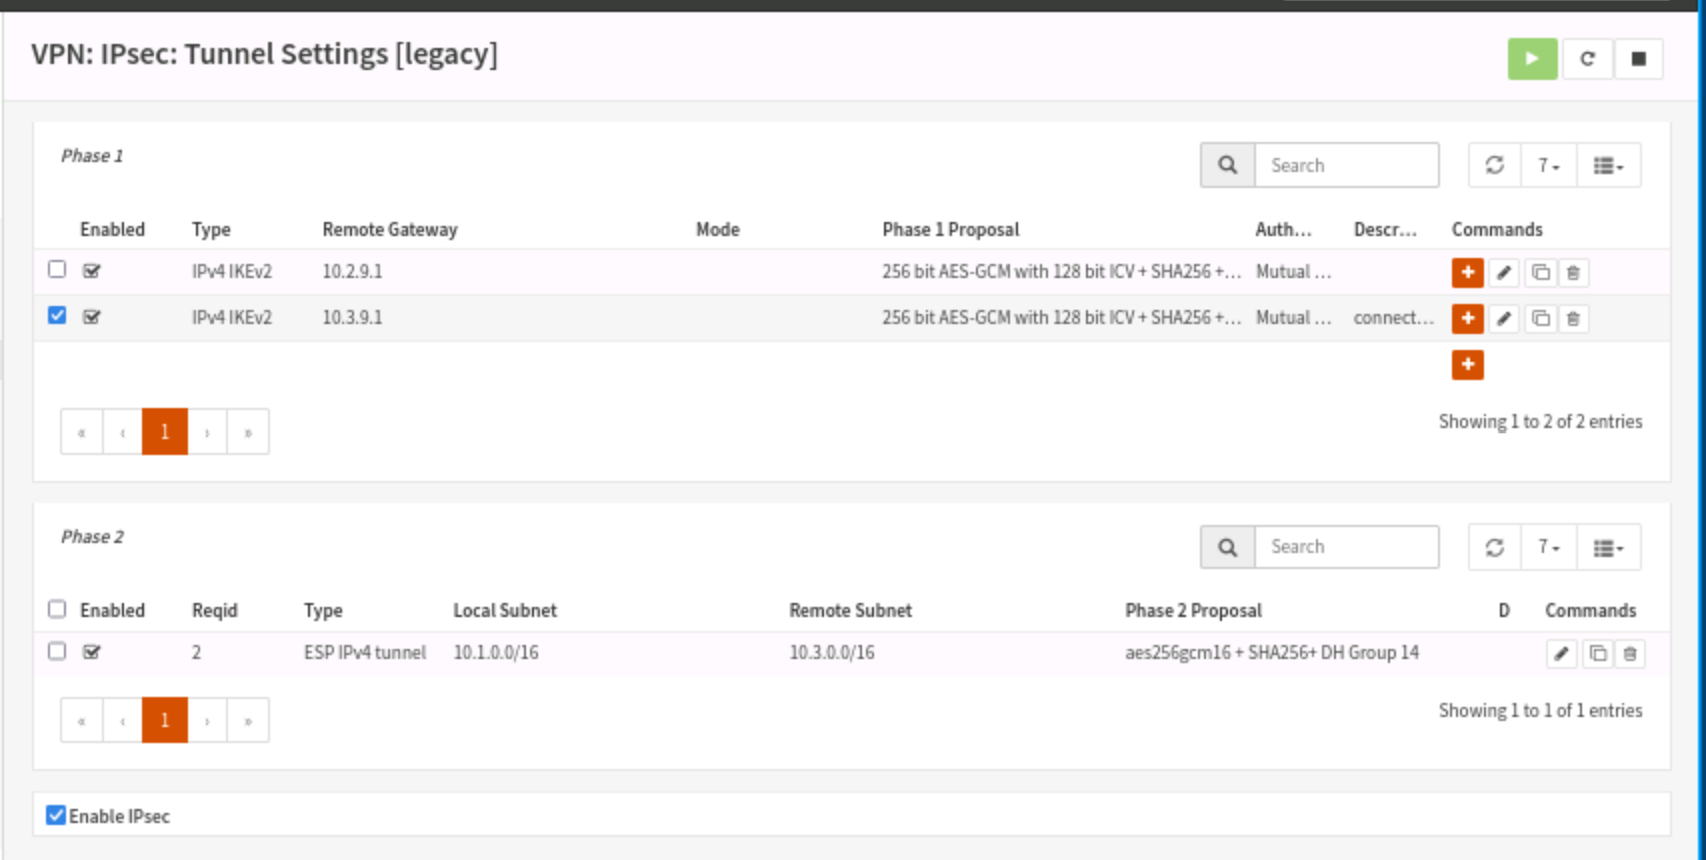 VPN: IPsec: Tunnel Settings [legacy]
Phase 1
Search
7
Enabled Type Remote Gateway Mode Phase 1 Proposal Auth... Descr... Commands
IPv4 IKEv2 10.2.9.1 256 bit AES-GCM with 128 bit ICV + SHA256 +... Mutual ...
IPv4 IKEv2 10.3.9.1 256 bit AES-GCM with 128 bit ICV + SHA256 +... Mutual ... connect...
« ‹ 1 › »
Showing 1 to 2 of 2 entries
Phase 2
Search
7
Enabled Reqid Type Local Subnet Remote Subnet Phase 2 Proposal D Commands
2 ESP IPv4 tunnel 10.1.0.0/16 10.3.0.0/16 aes256gcm16 + SHA256+ DH Group 14
« ‹ 1 › »
Showing 1 to 1 of 1 entries
Enable IPsec